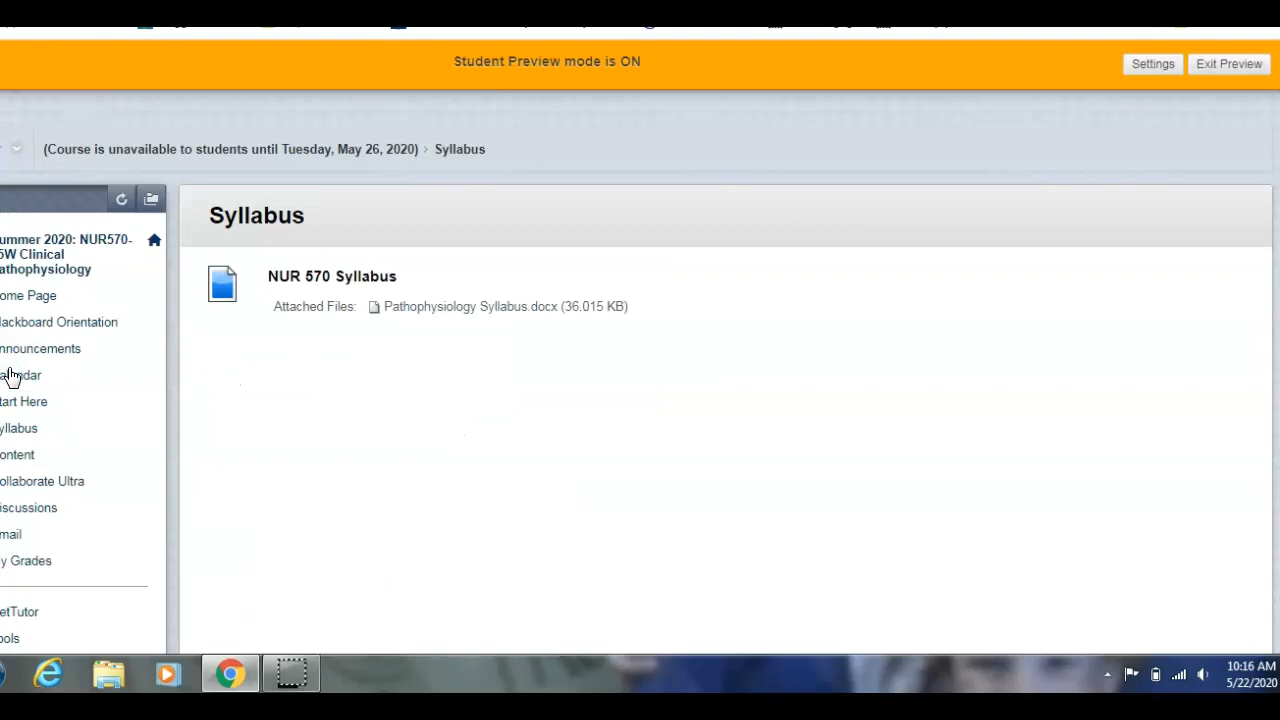 Student Preview mode is ON
Settings
Exit Preview
(Course is unavailable to students until Tuesday, May 26, 2020) › Syllabus
ummer 2020: NUR570-
5W Clinical
athophysiology
ome Page
lackboard Orientation
nnouncements
dar
tart Here
yllabus
ontent
ollaborate Ultra
iscussions
mail
y Grades
etTutor
ools
Syllabus
NUR 570 Syllabus
Attached Files: Pathophysiology Syllabus.docx (36.015 KB)
10:16 AM
5/22/2020